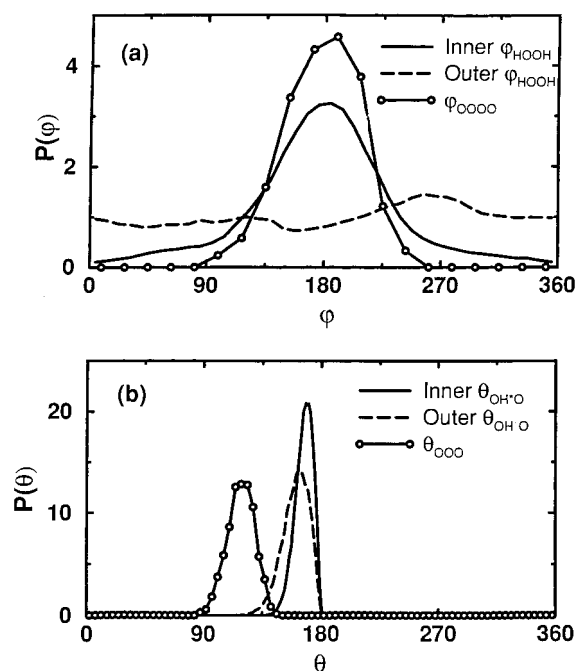 (a)
Inner φHOOH
Outer φHOOH
φOOOO
P(φ)
4
2
0
0
90
180
270
360
φ
(b)
Inner θOH··O
Outer θOH O
θOOO
P(θ)
20
10
0
0
90
180
270
360
θ